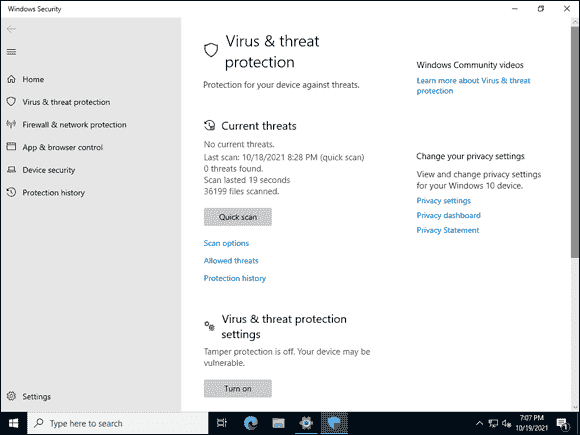 Windows Security
Home
Virus & threat protection
Firewall & network protection
App & browser control
Device security
Protection history
Settings
Virus & threat
protection
Protection for your device against threats.
Current threats
No current threats.
Last scan: 10/18/2021 8:28 PM (quick scan)
0 threats found.
Scan lasted 19 seconds
36199 files scanned.
Quick scan
Scan options
Allowed threats
Protection history
Virus & threat protection
settings
Tamper protection is off. Your device may be
vulnerable.
Turn on
Windows Community videos
Learn more about Virus & threat
protection
Change your privacy settings
View and change privacy settings
for your Windows 10 device.
Privacy settings
Privacy dashboard
Privacy Statement
Type here to search
7:07 PM
10/19/2021
1